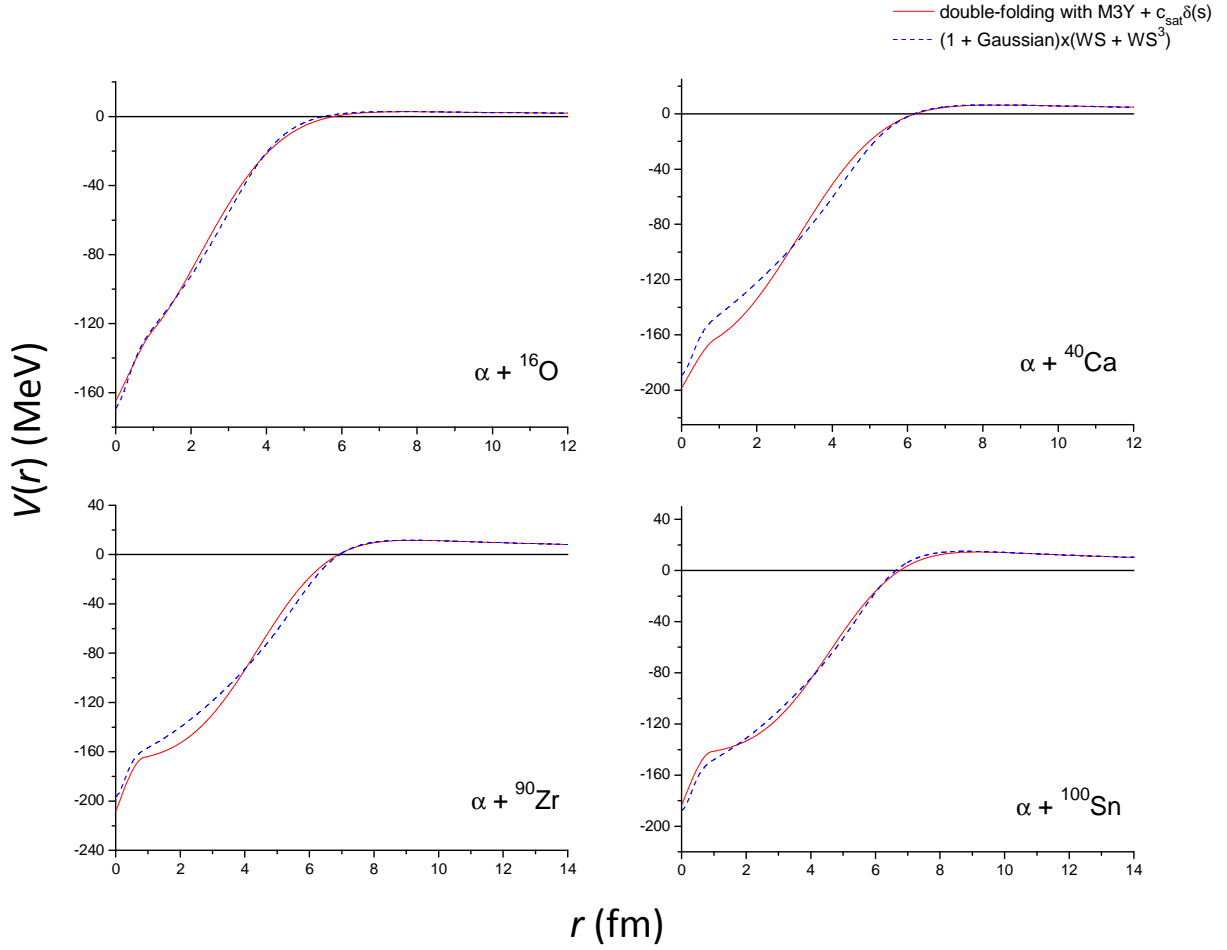 double-folding with M3Y + c_sat δ(s)
(1 + Gaussian)x(WS + WS³)
V(r) (MeV)
0
-40
-80
-120
-160
0 2 4 6 8 10 12
α + ¹⁶O
0
-40
-80
-120
-160
-200
0 2 4 6 8 10 12
α + ⁴⁰Ca
40
0
-40
-80
-120
-160
-200
-240
0 2 4 6 8 10 12 14
α + ⁹⁰Zr
40
0
-40
-80
-120
-160
-200
0 2 4 6 8 10 12 14
α + ¹⁰⁰Sn
r (fm)